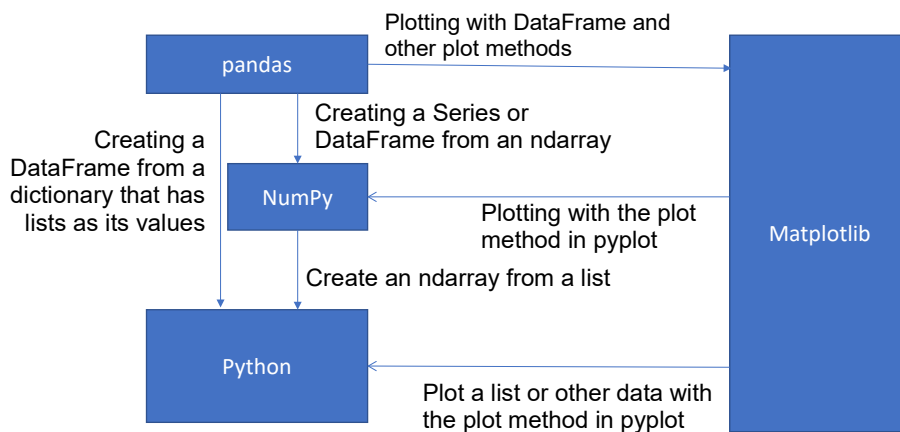 Plotting with DataFrame and
other plot methods
pandas
Creating a Series or
DataFrame from an ndarray
Creating a
DataFrame from a
dictionary that has
lists as its values
NumPy
Plotting with the plot
method in pyplot
Matplotlib
Create an ndarray from a list
Python
Plot a list or other data with
the plot method in pyplot